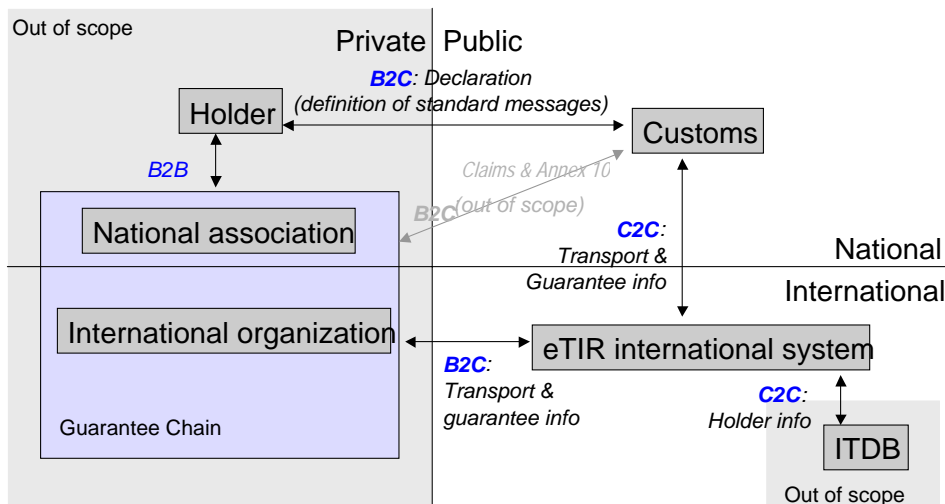 Out of scope
Private Public
B2C: Declaration
(definition of standard messages)
Holder
Customs
B2B
Claims & Annex 10
B2C (out of scope)
National association
C2C:
Transport &
Guarantee info
National
International
International organization
eTIR international system
B2C:
Transport &
guarantee info
C2C:
Holder info
Guarantee Chain
ITDB
Out of scope